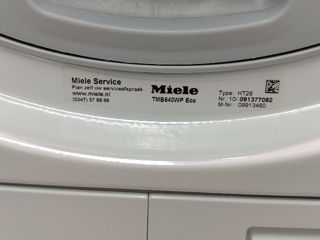 Miele Service
Plan zelf uw serviceafspraak
www.miele.nl
(0347) 37 88 88
Miele
TMB640WP Eco
Type: HT26
Nr.: 10/ 091377082
M-Nr.: 09913460